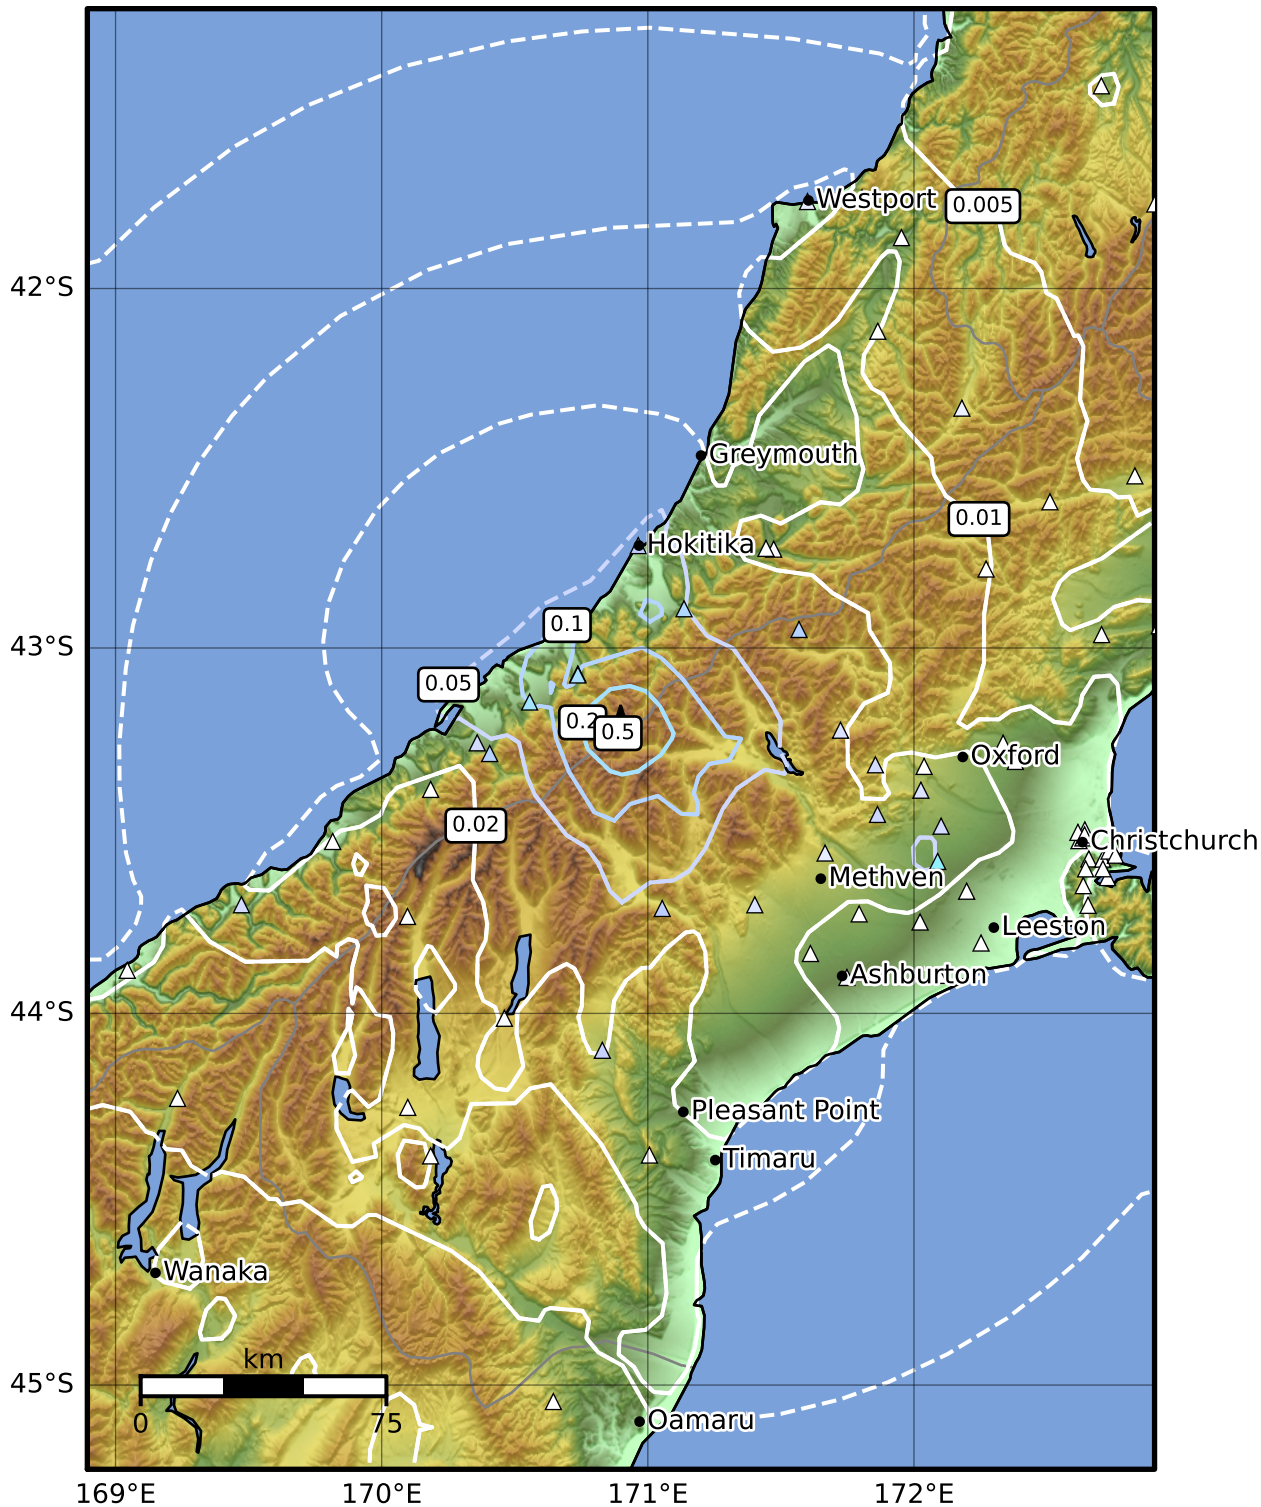 Westport
0.005
42°S
Greymouth
0.01
Hokitika
0.1
43°S
0.05
0.2
0.5
Oxford
0.02
Christchurch
Methven
Leeston
Ashburton
44°S
Pleasant Point
Timaru
Wanaka
km
45°S
0
75
Oamaru
169°E
170°E
171°E
172°E